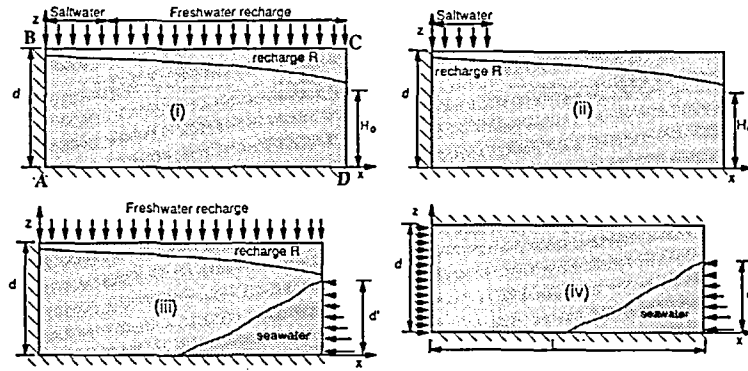 Saltwater Freshwater recharge
z
B C
recharge R
d
(i)
H₀
A D
x
Saltwater
z
recharge R
d
(ii)
H
x
Freshwater recharge
z
recharge R
d
(iii)
d'
seawater
x
z
d
(iv)
seawater
L
x